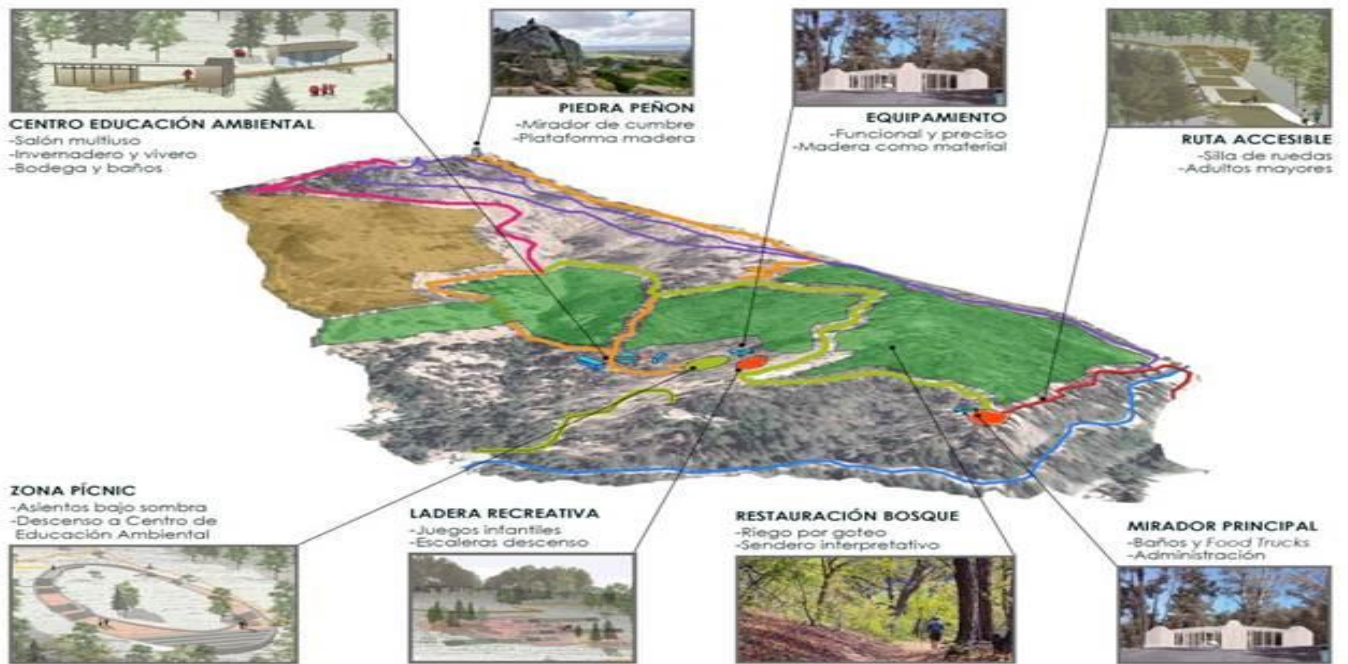 CENTRO EDUCACIÓN AMBIENTAL
-Salón multiuso
-Invernadero y vivero
-Bodega y baños
PIEDRA PEÑON
-Mirador de cumbre
-Plataforma madera
EQUIPAMIENTO
-Funcional y preciso
-Madera como material
RUTA ACCESIBLE
-Silla de ruedas
-Adultos mayores
ZONA PÍCNIC
-Asientos bajo sombra
-Descenso a Centro de
Educación Ambiental
LADERA RECREATIVA
-Juegos infantiles
-Escaleras descenso
RESTAURACIÓN BOSQUE
-Riego por goteo
-Sendero interpretativo
MIRADOR PRINCIPAL
-Baños y Food Trucks
-Administración